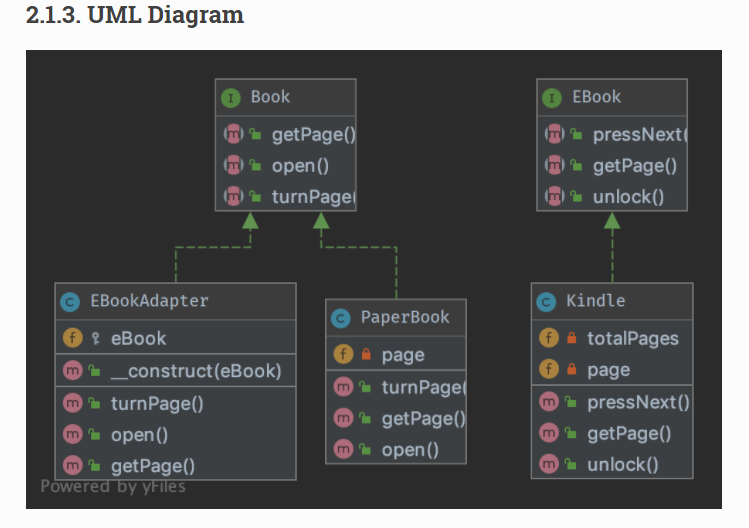 2.1.3. UML Diagram
I Book
m getPage()
m open()
m turnPage(
I EBook
m pressNext(
m getPage()
m unlock()
C EBookAdapter
f eBook
m __construct(eBook)
m turnPage()
m open()
m getPage()
C PaperBook
f page
m turnPage(
m getPage()
m open()
C Kindle
f totalPages
f page
m pressNext()
m getPage()
m unlock()
Powered by yFiles